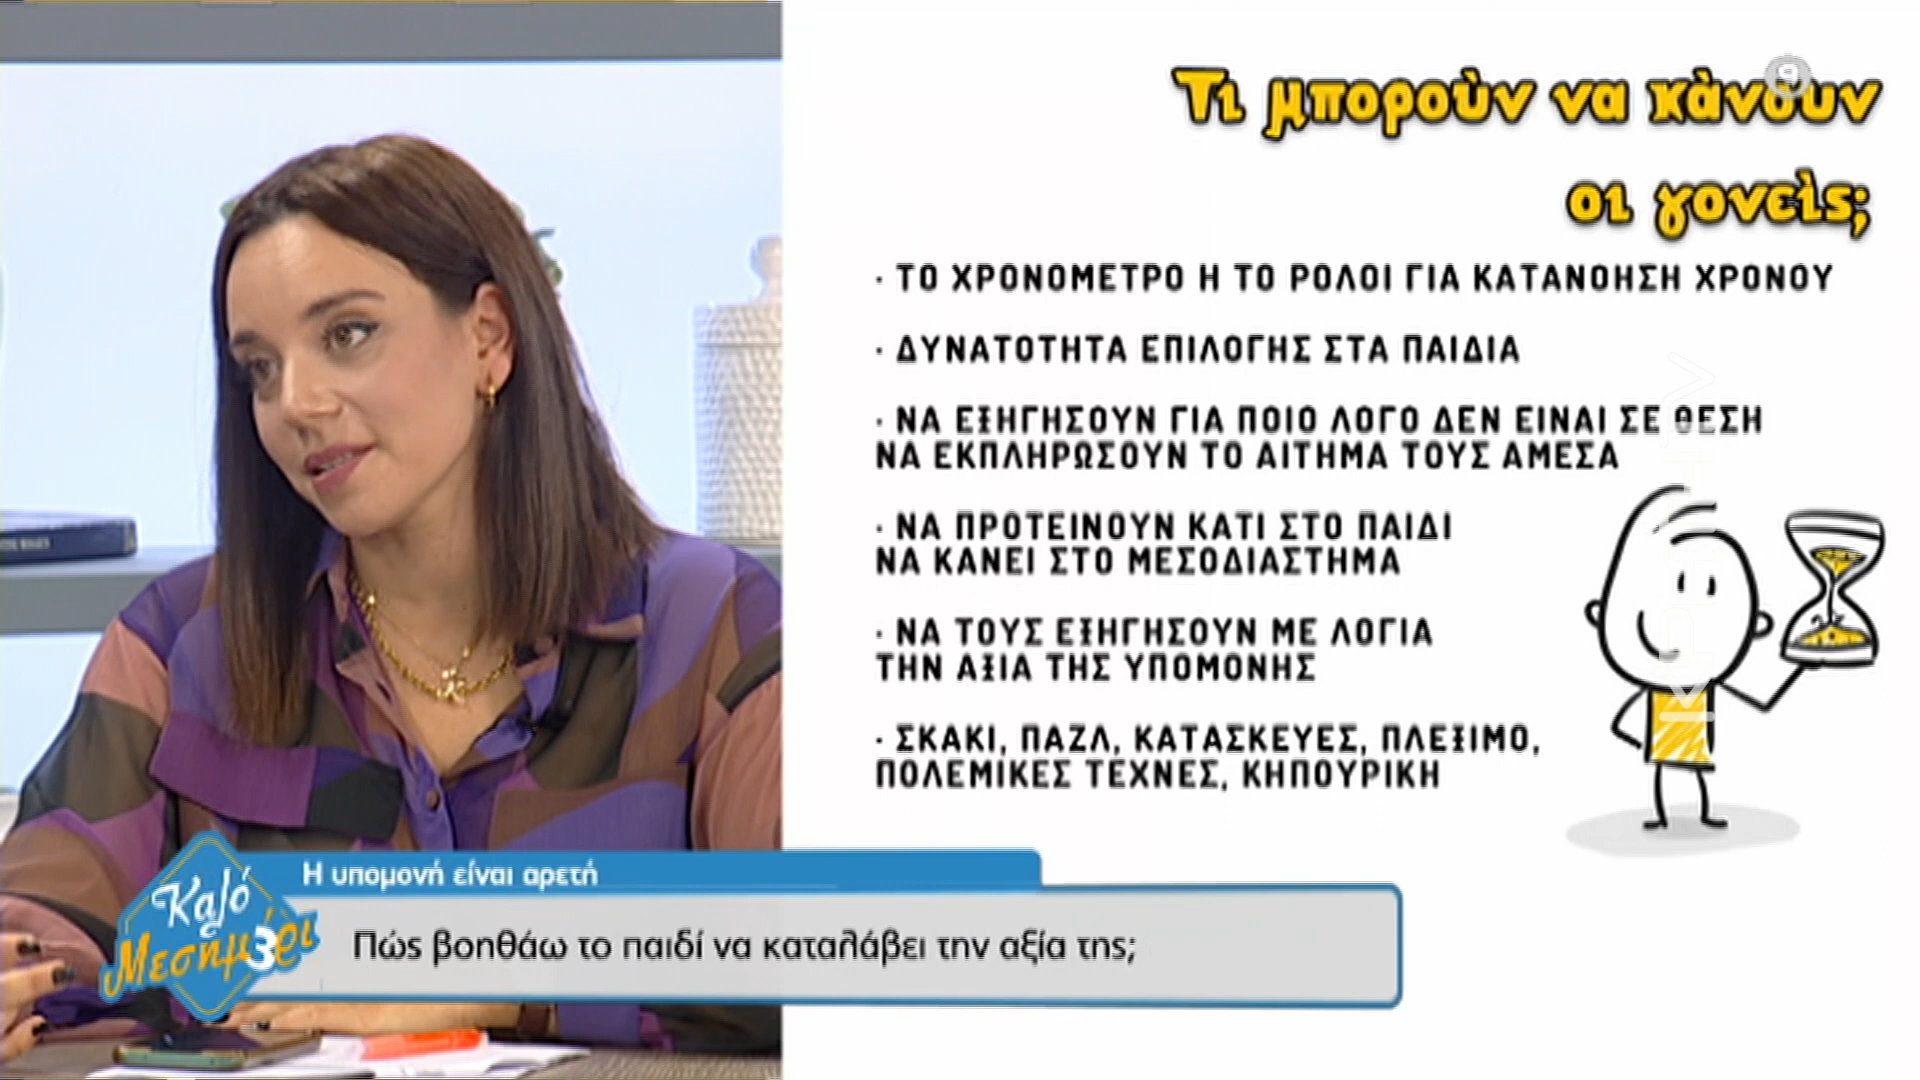 Τι μπορούν να κάνουν
οι γονείς;
· ΤΟ ΧΡΟΝΟΜΕΤΡΟ Η ΤΟ ΡΟΛΟΙ ΓΙΑ ΚΑΤΑΝΟΗΣΗ ΧΡΟΝΟΥ
· ΔΥΝΑΤΟΤΗΤΑ ΕΠΙΛΟΓΗΣ ΣΤΑ ΠΑΙΔΙΑ
· ΝΑ ΕΞΗΓΗΣΟΥΝ ΓΙΑ ΠΟΙΟ ΛΟΓΟ ΔΕΝ ΕΙΝΑΙ ΣΕ ΘΕΣΗ
ΝΑ ΕΚΠΛΗΡΩΣΟΥΝ ΤΟ ΑΙΤΗΜΑ ΤΟΥΣ ΑΜΕΣΑ
· ΝΑ ΠΡΟΤΕΙΝΟΥΝ ΚΑΤΙ ΣΤΟ ΠΑΙΔΙ
ΝΑ ΚΑΝΕΙ ΣΤΟ ΜΕΣΟΔΙΑΣΤΗΜΑ
· ΝΑ ΤΟΥΣ ΕΞΗΓΗΣΟΥΝ ΜΕ ΛΟΓΙΑ
ΤΗΝ ΑΞΙΑ ΤΗΣ ΥΠΟΜΟΝΗΣ
· ΣΚΑΚΙ, ΠΑΖΛ, ΚΑΤΑΣΚΕΥΕΣ, ΠΛΕΞΙΜΟ,
ΠΟΛΕΜΙΚΕΣ ΤΕΧΝΕΣ, ΚΗΠΟΥΡΙΚΗ
Η υπομονή είναι αρετή
Καλό
Μεσημ3ρι
Πώς βοηθάω το παιδί να καταλάβει την αξία της;
9